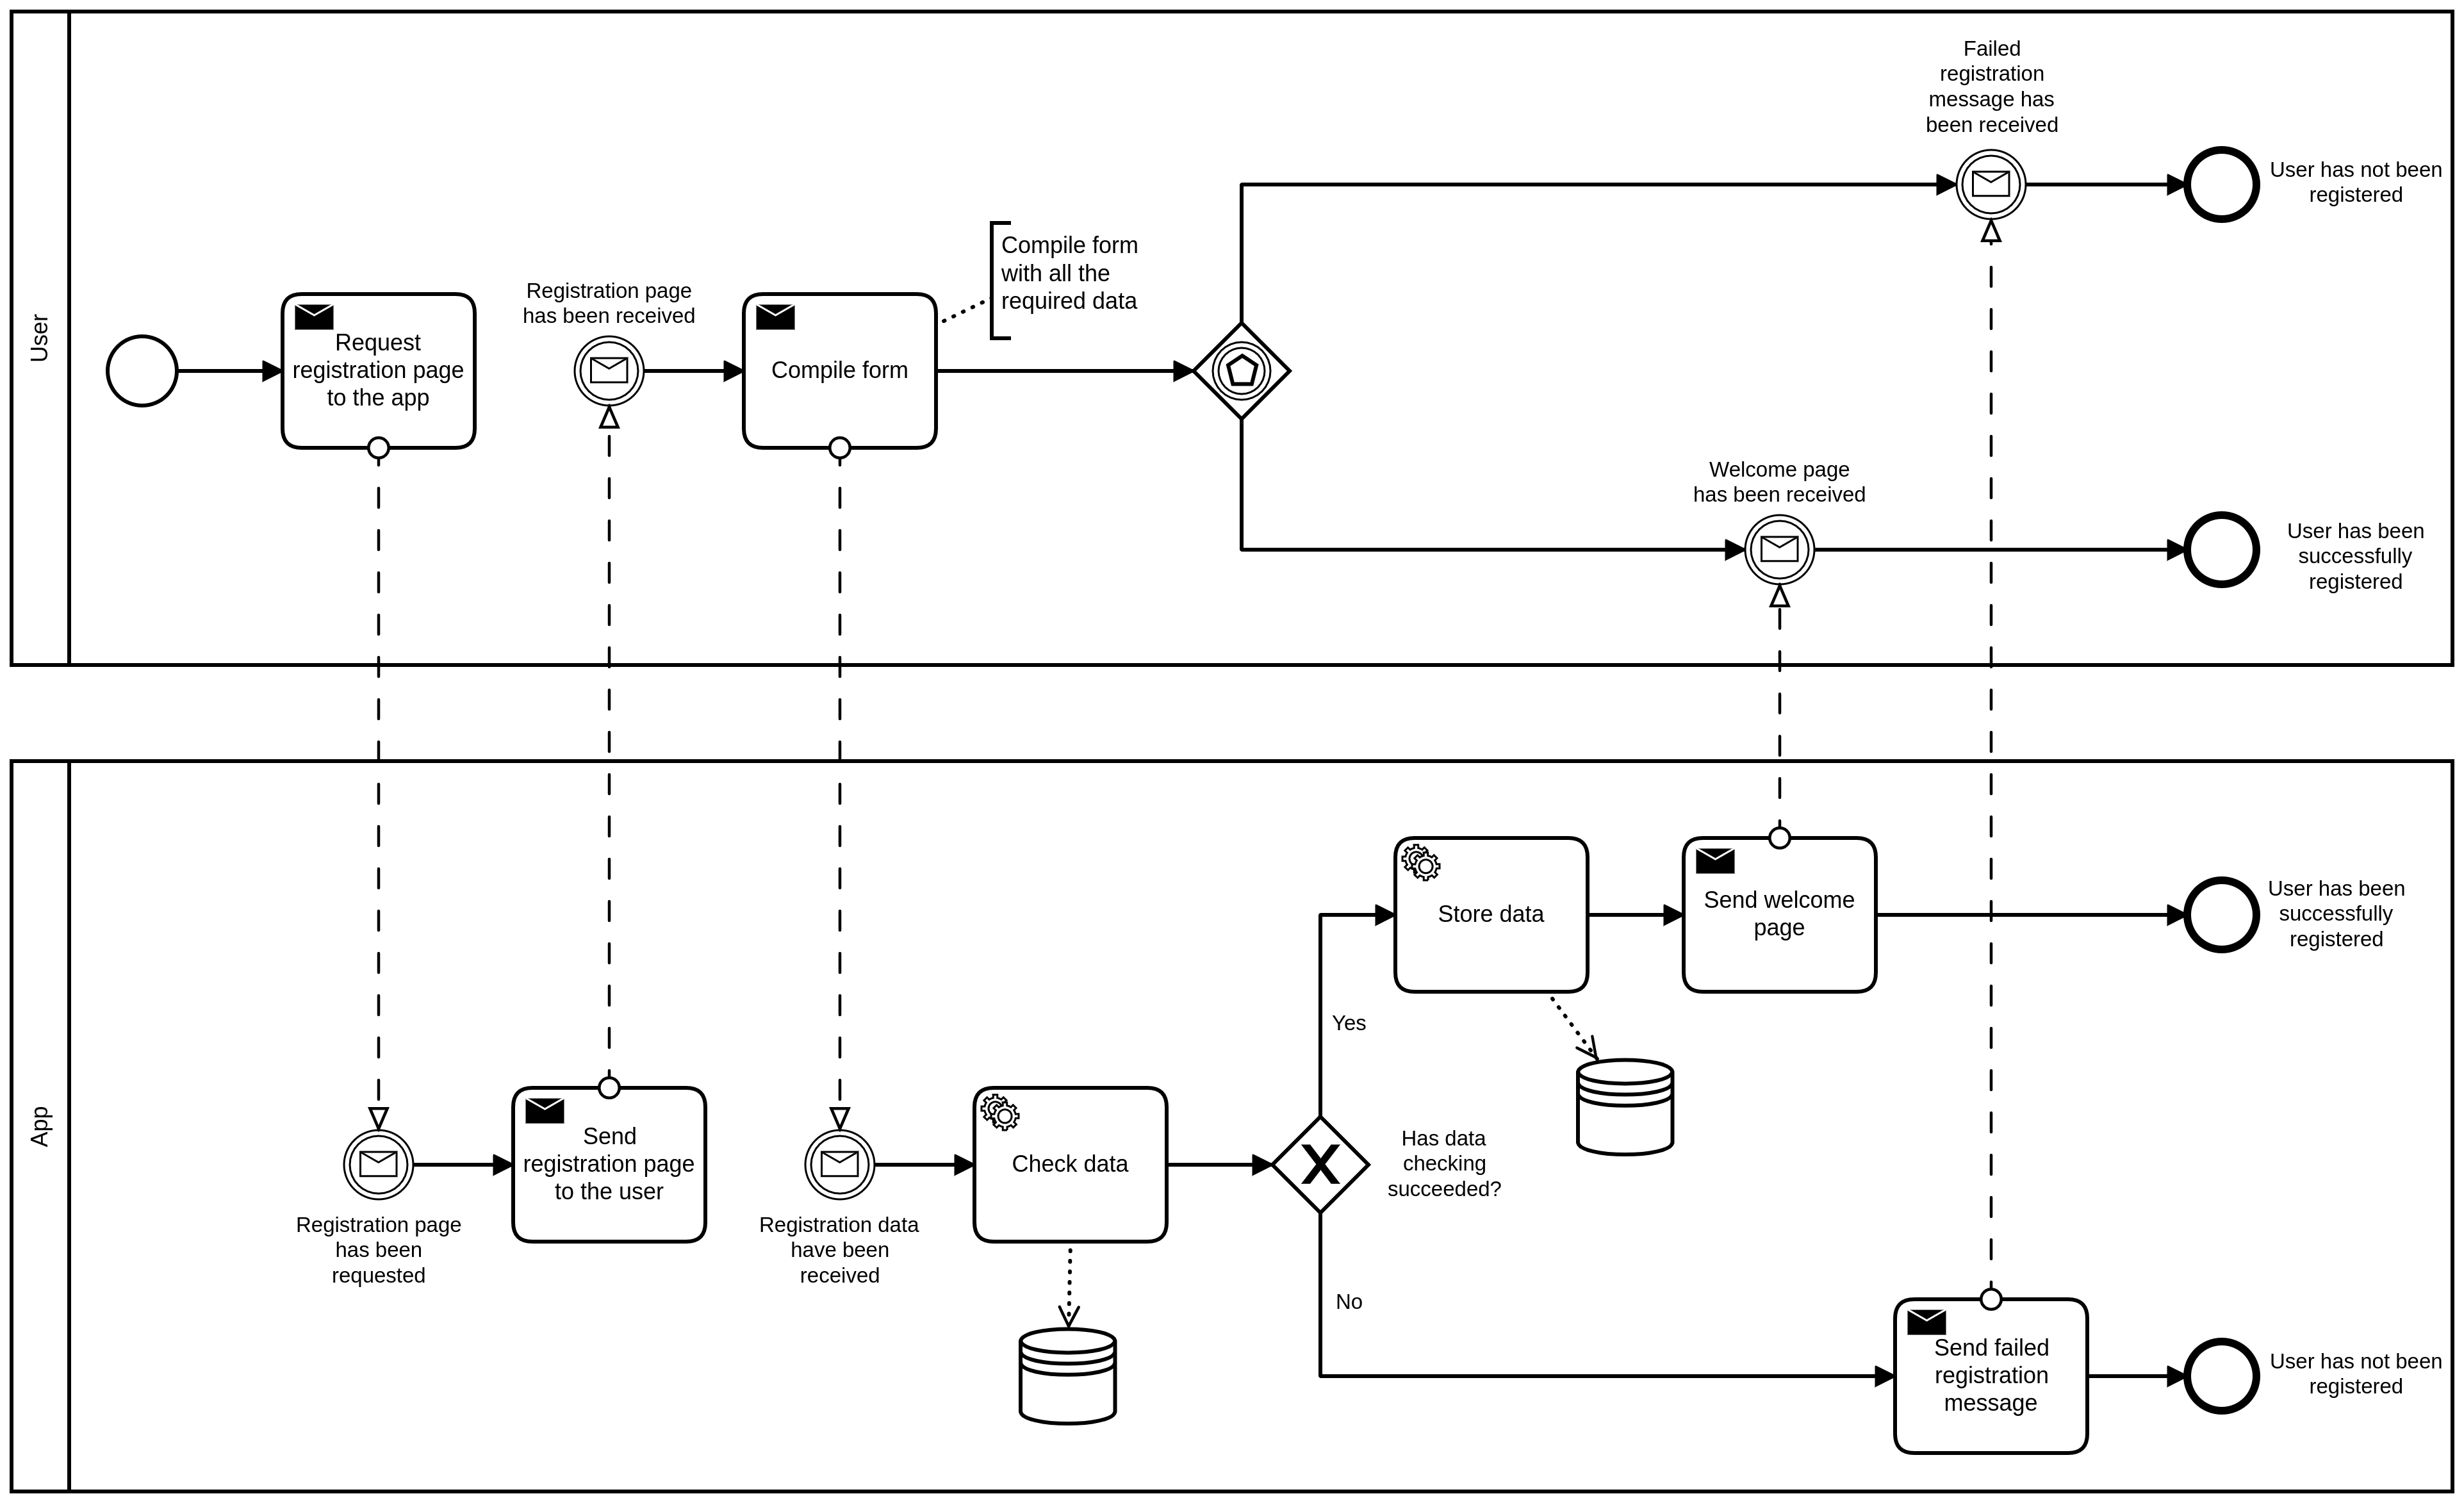 User
Failed
registration
message has
been received
User has not been
registered
Compile form
with all the
required data
Registration page
has been received
Request
registration page
to the app
Compile form
Welcome page
has been received
User has been
successfully
registered
App
Store data
Send welcome
page
User has been
successfully
registered
Yes
Send
registration page
to the user
Check data
Has data
checking
succeeded?
Registration page
has been
requested
Registration data
have been
received
No
Send failed
registration
message
User has not been
registered